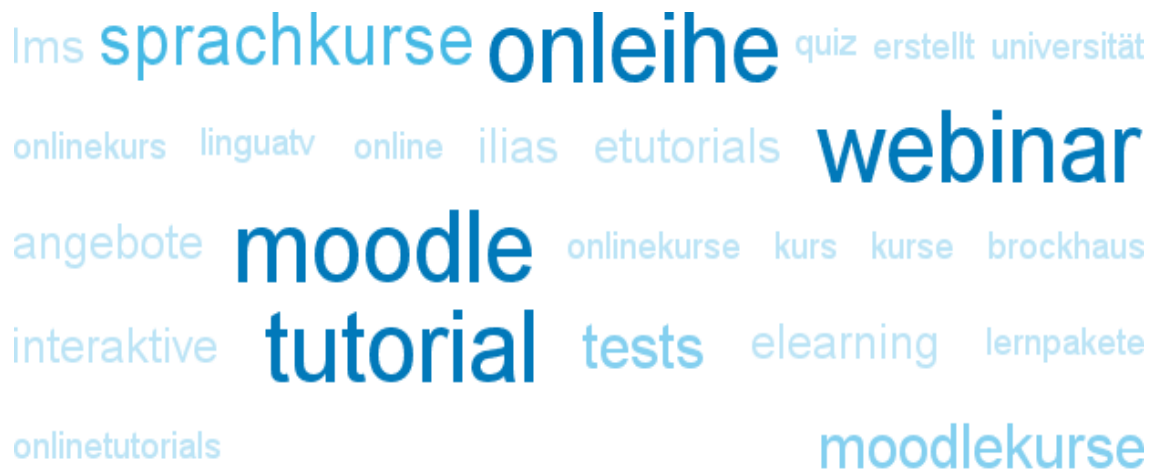 lms sprachkurse onleihe quiz erstellt universität
onlinekurs linguatv online ilias etutorials webinar
angebote moodle onlinekurse kurs kurse brockhaus
interaktive tutorial tests elearning lernpakete
onlinetutorials moodlekurse